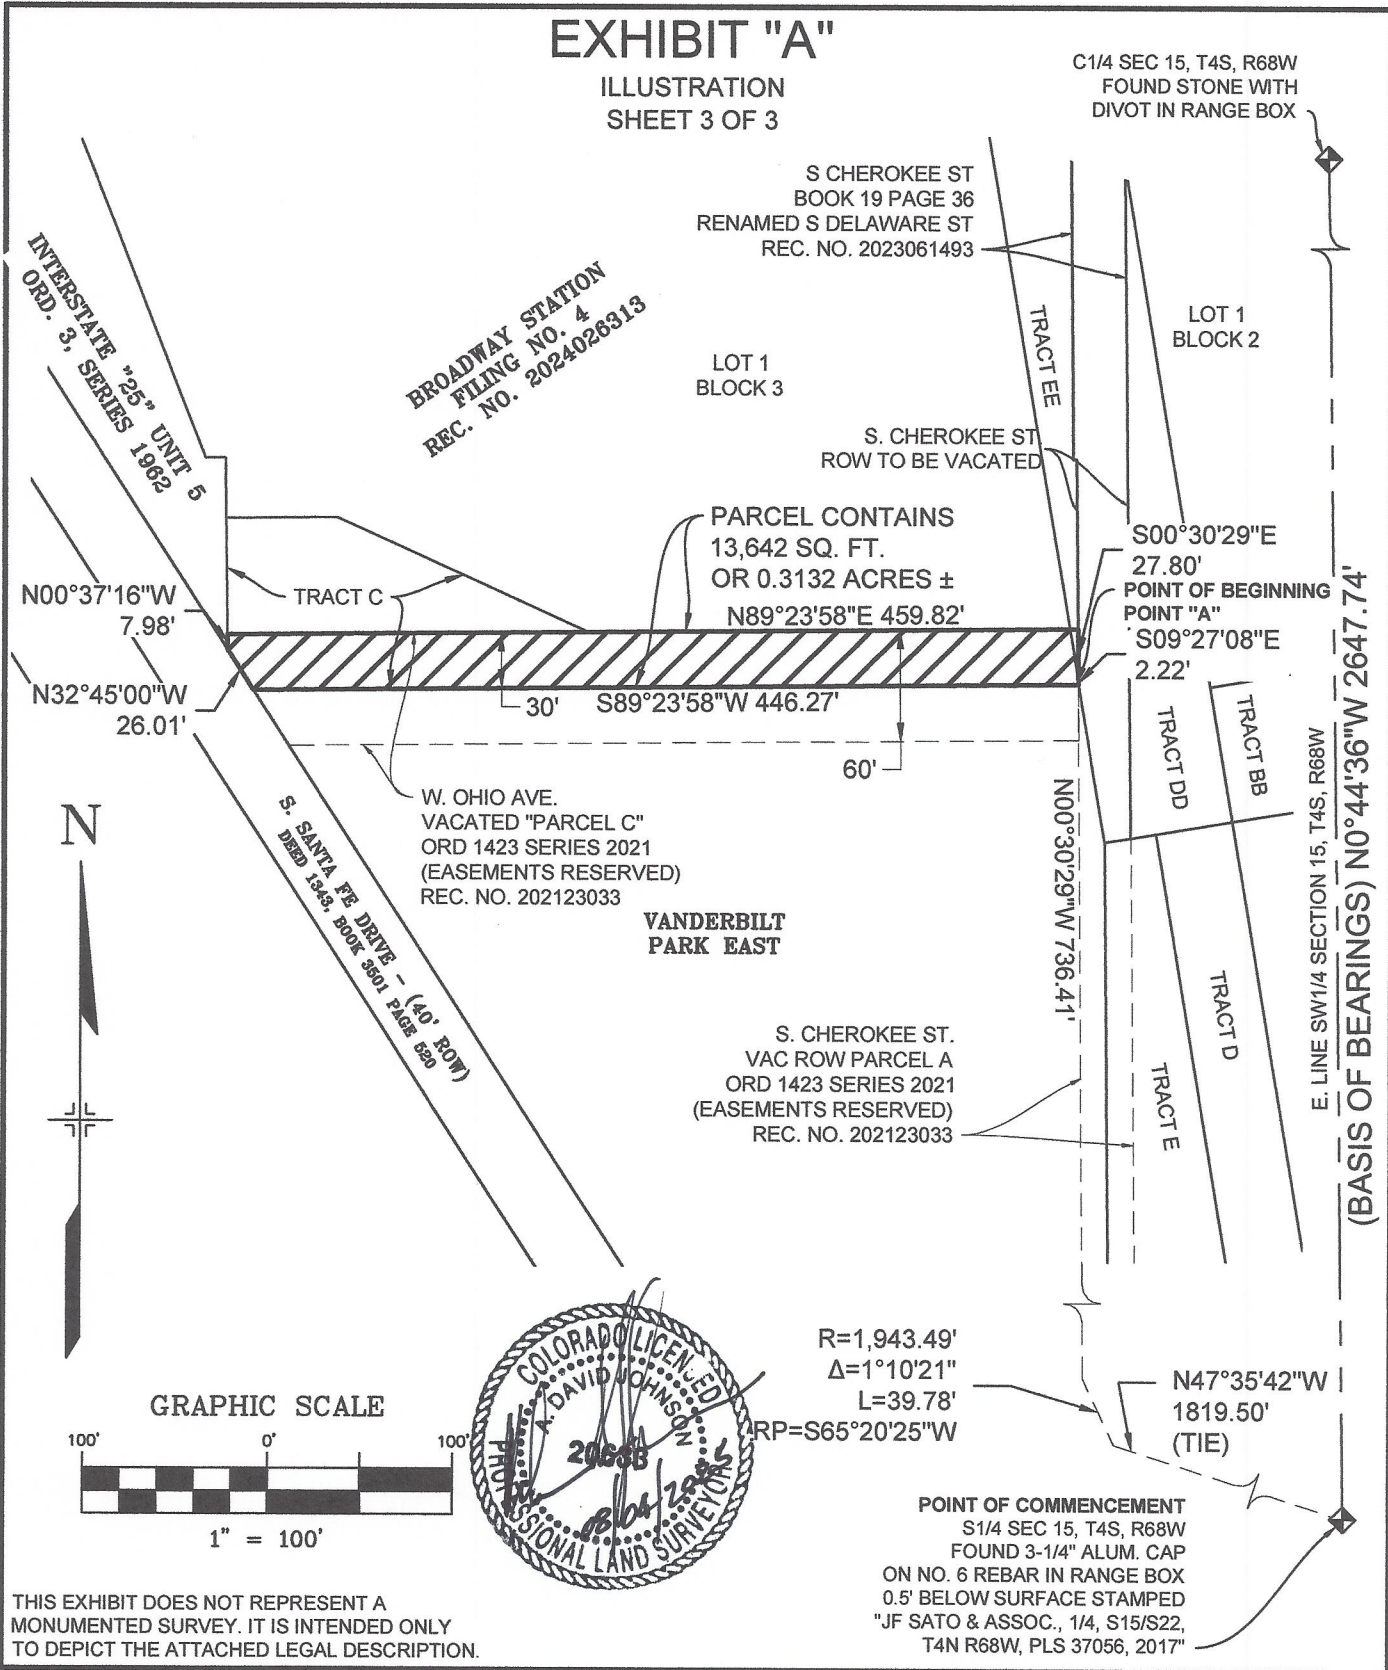 EXHIBIT "A"
ILLUSTRATION
SHEET 3 OF 3
C1/4 SEC 15, T4S, R68W
FOUND STONE WITH
DIVOT IN RANGE BOX
S CHEROKEE ST
BOOK 19 PAGE 36
RENAMED S DELAWARE ST
REC. NO. 2023061493
INTERSTATE "25" UNIT 5
ORD. 3, SERIES 1962
BROADWAY STATION
FILING NO. 4
REC. NO. 2024026313
LOT 1
BLOCK 3
TRACT EE
LOT 1
BLOCK 2
S. CHEROKEE ST
ROW TO BE VACATED
PARCEL CONTAINS
13,642 SQ. FT.
OR 0.3132 ACRES ±
N89°23'58"E 459.82'
S00°30'29"E
27.80'
POINT OF BEGINNING
POINT "A"
S09°27'08"E
2.22'
N00°37'16"W
7.98'
TRACT C
N32°45'00"W
26.01'
30'
S89°23'58"W 446.27'
60'
TRACT DD
TRACT BB
E. LINE SW1/4 SECTION 15, T4S, R68W
(BASIS OF BEARINGS) N0°44'36"W 2647.74'
N
W. OHIO AVE.
VACATED "PARCEL C"
ORD 1423 SERIES 2021
(EASEMENTS RESERVED)
REC. NO. 202123033
S. SANTA FE DRIVE - (40' ROW)
DEED 1343, BOOK 3501 PAGE 520
VANDERBILT
PARK EAST
N00°30'29"W 736.41'
S. CHEROKEE ST.
VAC ROW PARCEL A
ORD 1423 SERIES 2021
(EASEMENTS RESERVED)
REC. NO. 202123033
TRACT E
TRACT D
R=1,943.49'
Δ=1°10'21"
L=39.78'
RP=S65°20'25"W
N47°35'42"W
1819.50'
(TIE)
GRAPHIC SCALE
100' 0' 100'
1" = 100'
COLORADO LICENSED
A. DAVID JOHNSON
PROFESSIONAL LAND SURVEYOR
POINT OF COMMENCEMENT
S1/4 SEC 15, T4S, R68W
FOUND 3-1/4" ALUM. CAP
ON NO. 6 REBAR IN RANGE BOX
0.5' BELOW SURFACE STAMPED
"JF SATO & ASSOC., 1/4, S15/S22,
T4N R68W, PLS 37056, 2017"
THIS EXHIBIT DOES NOT REPRESENT A
MONUMENTED SURVEY. IT IS INTENDED ONLY
TO DEPICT THE ATTACHED LEGAL DESCRIPTION.